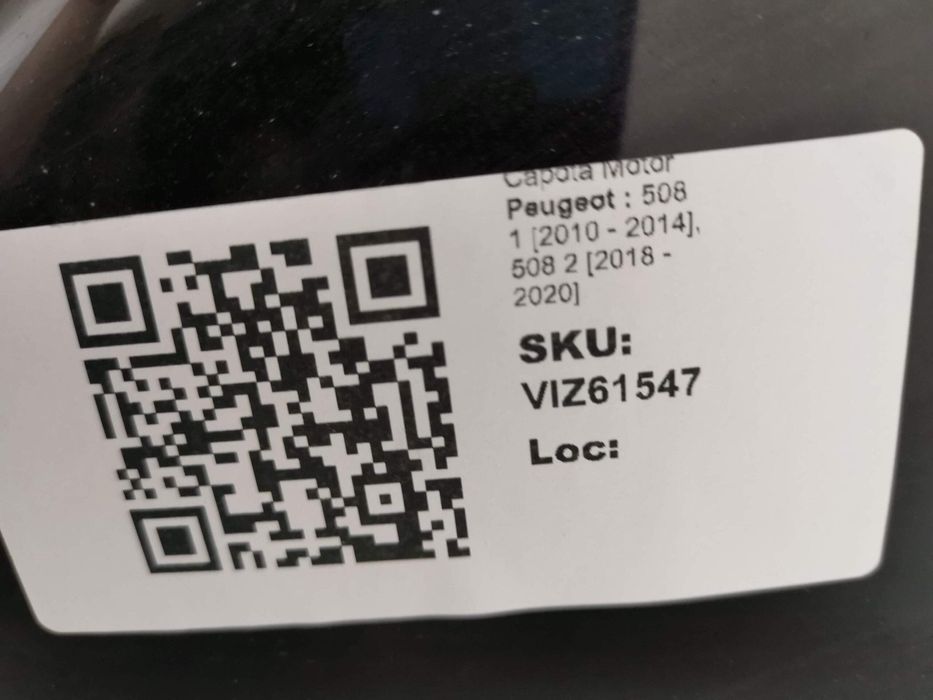 Capota Motor
Peugeot : 508
1 [2010 - 2014],
508 2 [2018 -
2020]
SKU:
VIZ61547
Loc: